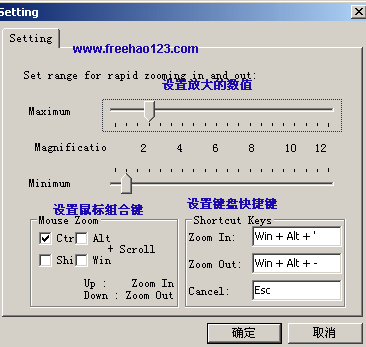 Setting
Setting
www.freehao123.com
Set range for rapid zooming in and out:
设置放大的数值
Maximum
Magnificatio 2 4 6 8 10 12
Minimum
设置鼠标组合键
设置键盘快捷键
Mouse Zoom
Shortcut Keys
Ctr Alt
+ Scroll
Shi Win
Up : Zoom In
Down : Zoom Out
Zoom In: Win + Alt + '
Zoom Out: Win + Alt + -
Cancel: Esc
确定
取消